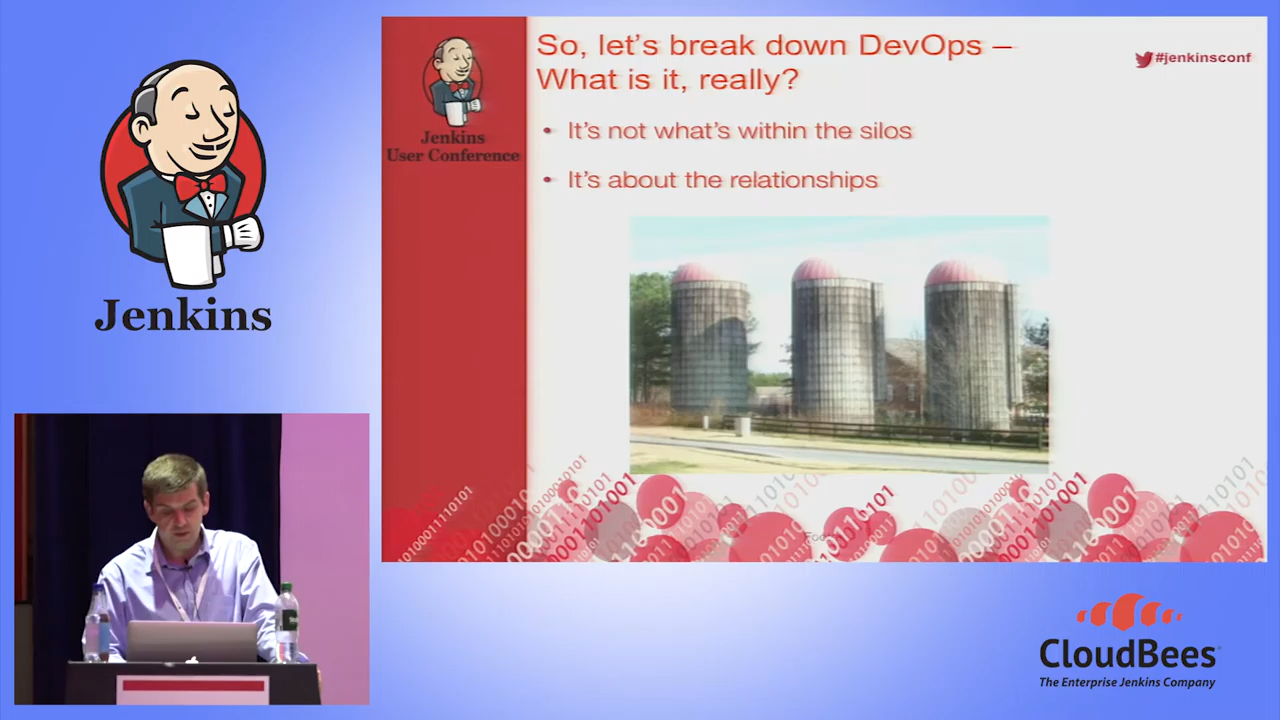 Jenkins
Jenkins
User Conference
So, let's break down DevOps –
What is it, really?
#jenkinsconf
• It's not what's within the silos
• It's about the relationships
CloudBees
The Enterprise Jenkins Company